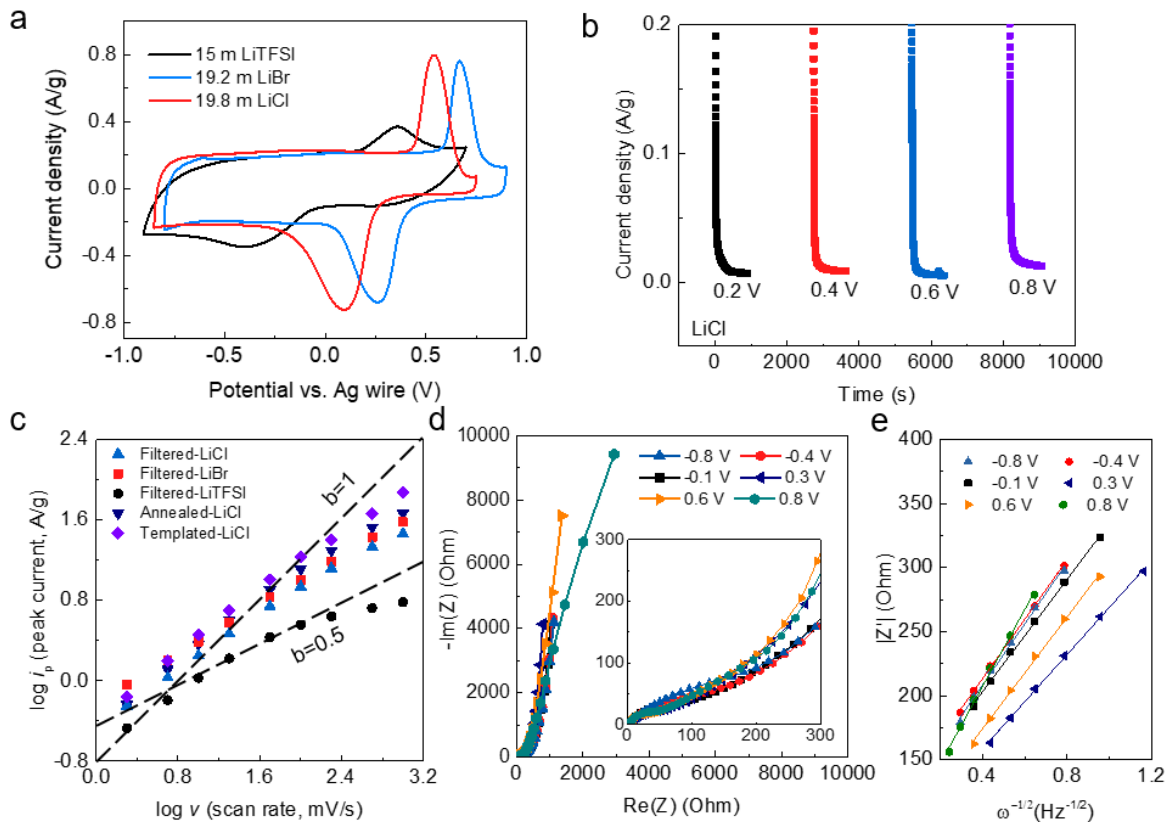 a
15 m LiTFSI
19.2 m LiBr
19.8 m LiCl
Current density (A/g)
0.8
0.4
0.0
-0.4
-0.8
-1.0
-0.5
0.0
0.5
1.0
Potential vs. Ag wire (V)
b
Current density (A/g)
0.2
0.1
0.0
0.2 V
0.4 V
0.6 V
0.8 V
LiCl
0
2000
4000
6000
8000
10000
Time (s)
c
Filtered-LiCl
Filtered-LiBr
Filtered-LiTFSI
Annealed-LiCl
Templated-LiCl
b=1
b=0.5
log ip (peak current, A/g)
2.4
1.6
0.8
0.0
-0.8
0.0
0.8
1.6
2.4
3.2
log v (scan rate, mV/s)
d
-Im(Z) (Ohm)
10000
8000
6000
4000
2000
0
-0.8 V
-0.4 V
-0.1 V
0.3 V
0.6 V
0.8 V
300
200
100
0
0
100
200
300
0
2000
4000
6000
8000
10000
Re(Z) (Ohm)
e
|Z'| (Ohm)
400
350
300
250
200
150
-0.8 V
-0.4 V
-0.1 V
0.3 V
0.6 V
0.8 V
0.4
0.8
1.2
ω−1/2(Hz-1/2)